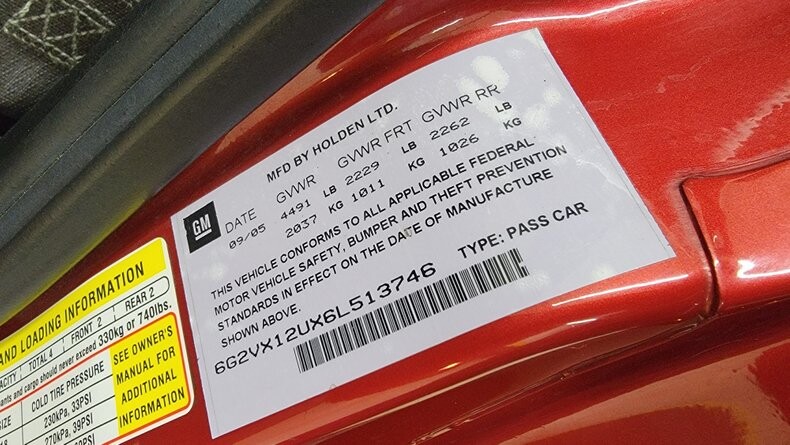 MFD BY HOLDEN LTD.
GM DATE GVWR GVWR FRT GVWR RR
09/05 4491 LB 2229 LB 2262 LB
2037 KG 1011 KG 1026 KG
THIS VEHICLE CONFORMS TO ALL APPLICABLE FEDERAL
MOTOR VEHICLE SAFETY, BUMPER AND THEFT PREVENTION
STANDARDS IN EFFECT ON THE DATE OF MANUFACTURE
SHOWN ABOVE.
TYPE: PASS CAR
6G2VX12UX6L513746
AND LOADING INFORMATION
TOTAL 4 FRONT 2 REAR 2
and cargo should never exceed 330kg or 740lbs.
SIZE COLD TIRE PRESSURE
230kPa, 33PSI
270kPa, 39PSI
SEE OWNER'S
MANUAL FOR
ADDITIONAL
INFORMATION